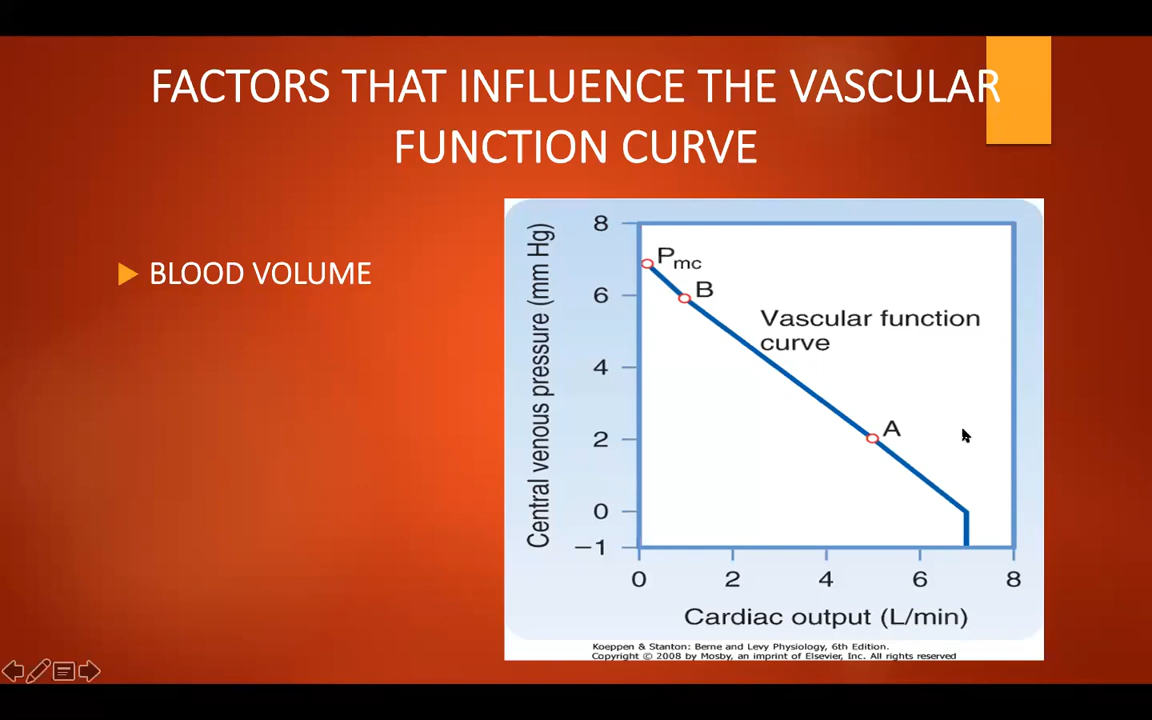 FACTORS THAT INFLUENCE THE VASCULAR
FUNCTION CURVE
BLOOD VOLUME
Central venous pressure (mm Hg)
8
6
4
2
0
−1
Pmc
B
Vascular function
curve
A
0 2 4 6 8
Cardiac output (L/min)
Koeppen & Stanton: Berne and Levy Physiology, 6th Edition.
Copyright © 2008 by Mosby, an imprint of Elsevier, Inc. All rights reserved